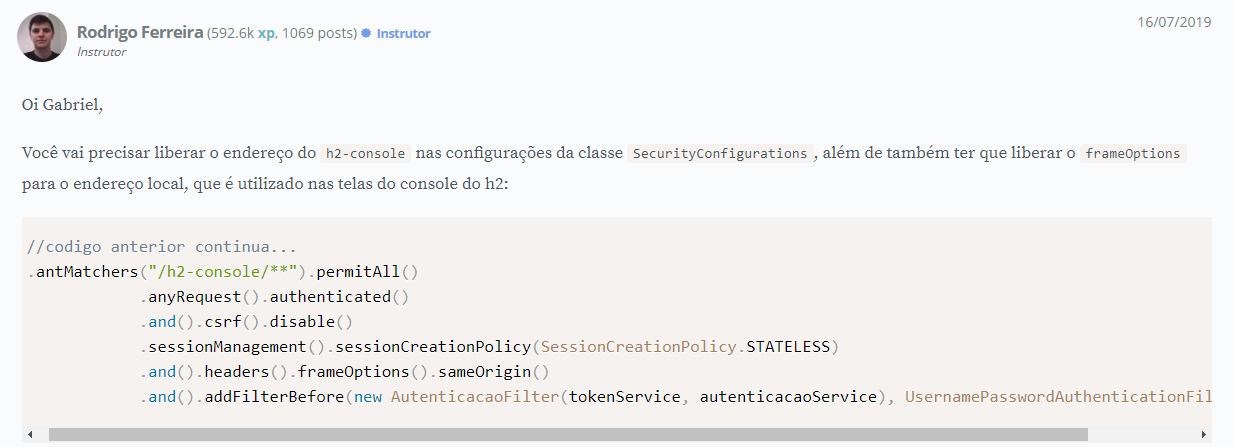 Rodrigo Ferreira (592.6k xp, 1069 posts) Instrutor
16/07/2019
Instrutor
Oi Gabriel,
Você vai precisar liberar o endereço do h2-console nas configurações da classe SecurityConfigurations, além de também ter que liberar o frameOptions
para o endereço local, que é utilizado nas telas do console do h2:
//codigo anterior continua...
.antMatchers("/h2-console/**").permitAll()
.anyRequest().authenticated()
.and().csrf().disable()
.sessionManagement().sessionCreationPolicy(SessionCreationPolicy.STATELESS)
.and().headers().frameOptions().sameOrigin()
.and().addFilterBefore(new AutenticacaoFilter(tokenService, autenticacaoService), UsernamePasswordAuthenticationFil